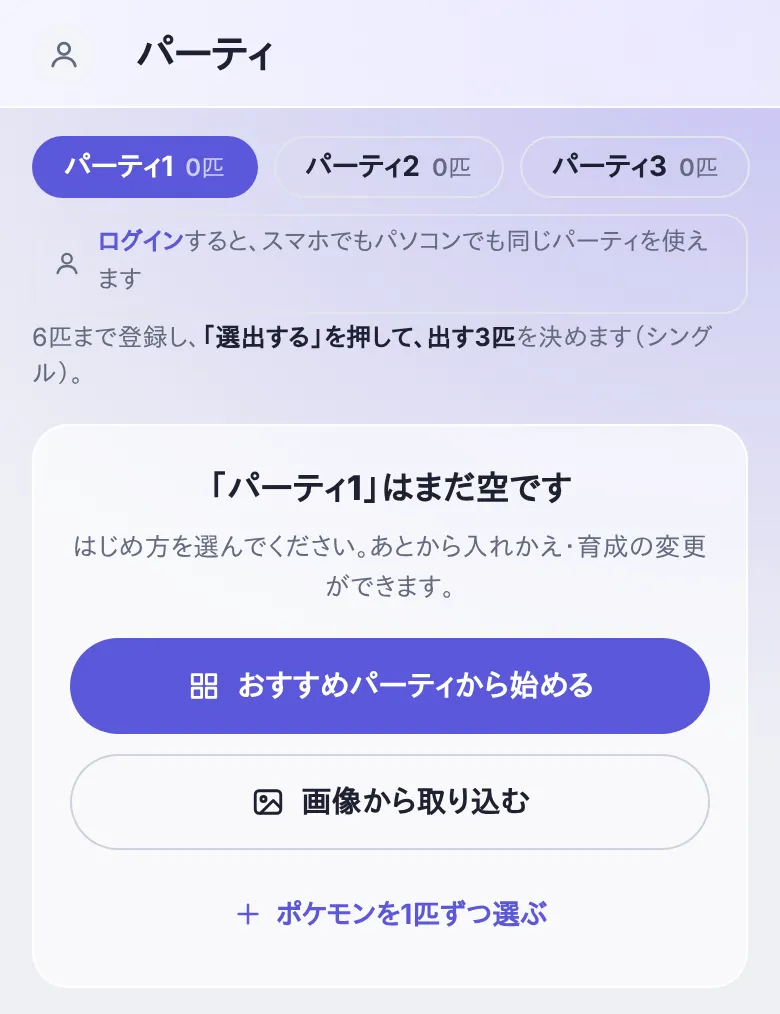 パーティ
パーティ1 0匹
パーティ2 0匹
パーティ3 0匹
ログインすると、スマホでもパソコンでも同じパーティを使え
ます
6匹まで登録し、「選出する」を押して、出す3匹を決めます（シング
ル）。
「パーティ1」はまだ空です
はじめ方を選んでください。あとから入れかえ·育成の変更
ができます。
おすすめパーティから始める
画像から取り込む
＋ ポケモンを1匹ずつ選ぶ